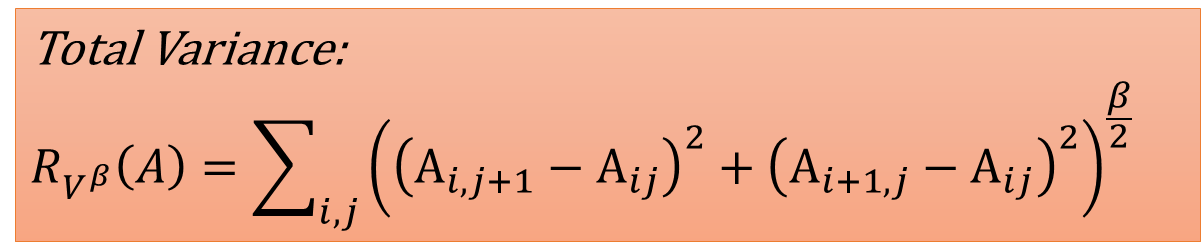 Total Variance:
R_{V^β}(A) = ∑_{i,j} ((A_{i,j+1} − A_{ij})^2 + (A_{i+1,j} − A_{ij})^2)^{β/2}